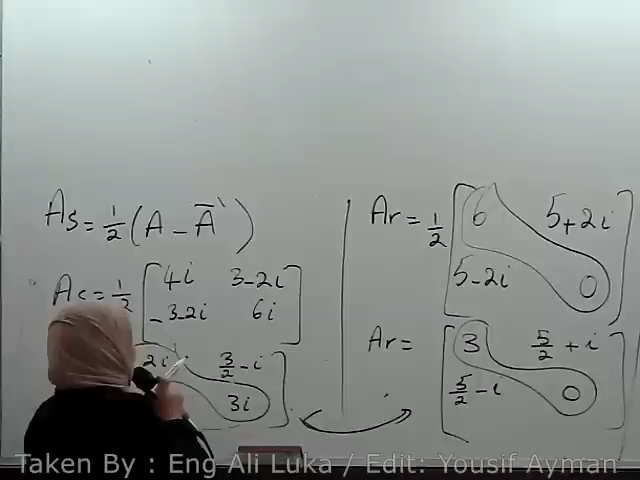 As = 1/2 (A - A̅')
As = 1/2 [ 4i 3-2i
-3-2i 6i ]
2i 3/2 - i
3i ]
Ar = 1/2 [ 6 5+2i
5-2i 0 ]
Ar = [ 3 5/2 + i
5/2 - i 0 ]
Taken By : Eng Ali Luka / Edit: Yousif Ayman